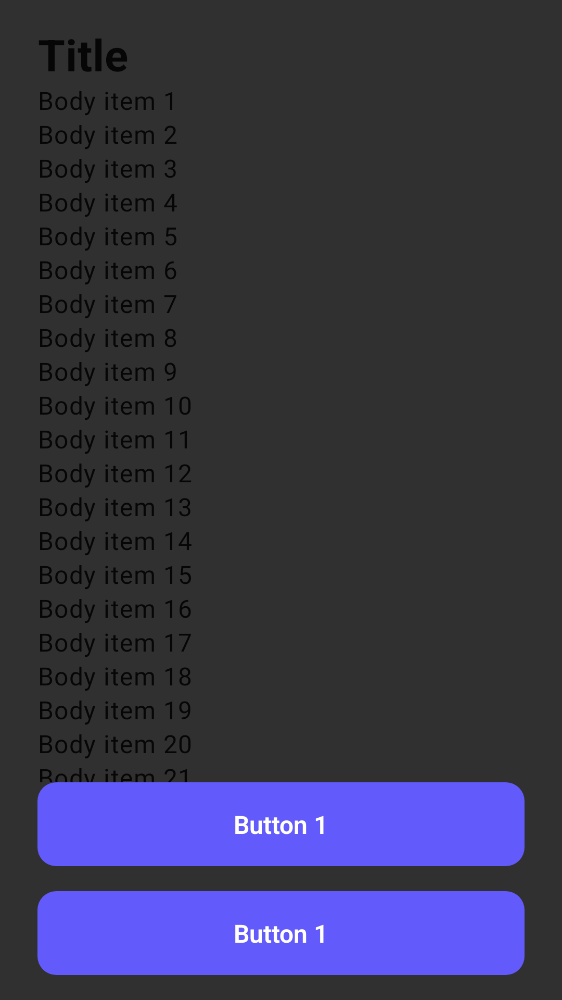 Title
Body item 1
Body item 2
Body item 3
Body item 4
Body item 5
Body item 6
Body item 7
Body item 8
Body item 9
Body item 10
Body item 11
Body item 12
Body item 13
Body item 14
Body item 15
Body item 16
Body item 17
Body item 18
Body item 19
Body item 20
Body item 21
Button 1
Button 1